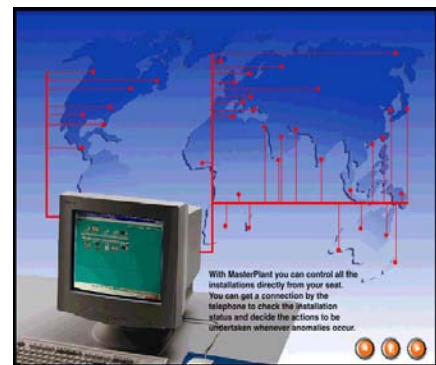 With MasterPlant you can control all the
installations directly from your seat.
You can get a connection by the
telephone to check the installation
status and decide the actions to be
undertaken whenever anomalies occur.